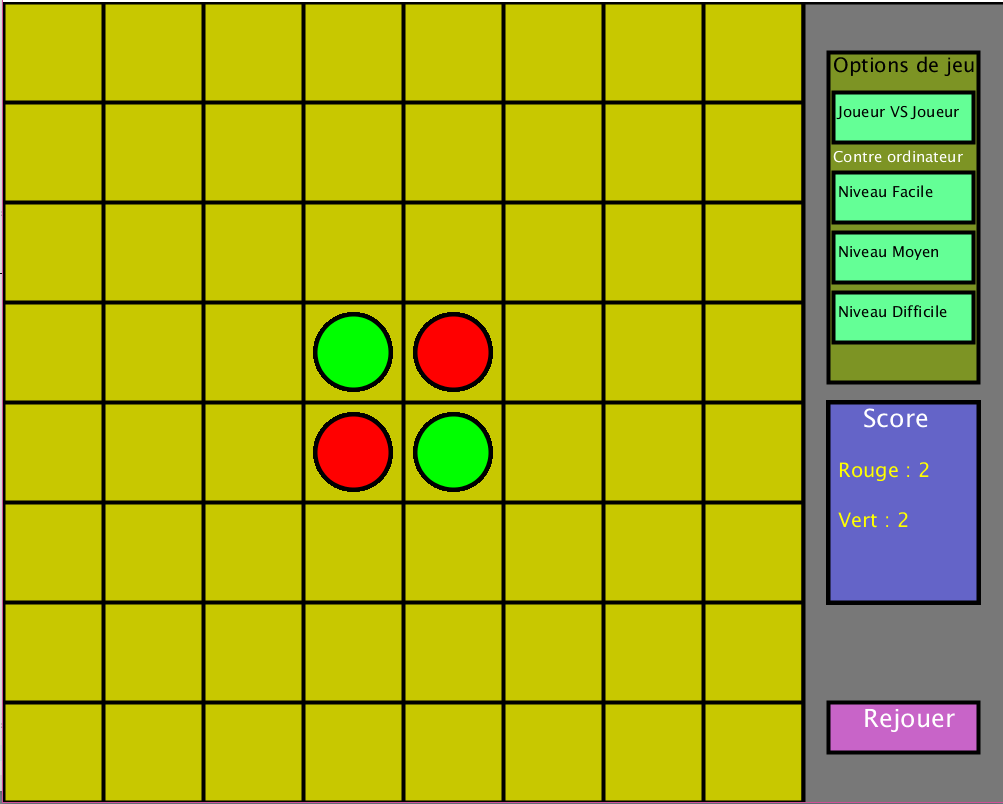 Options de jeu
Joueur VS Joueur
Contre ordinateur
Niveau Facile
Niveau Moyen
Niveau Difficile
Score
Rouge : 2
Vert : 2
Rejouer